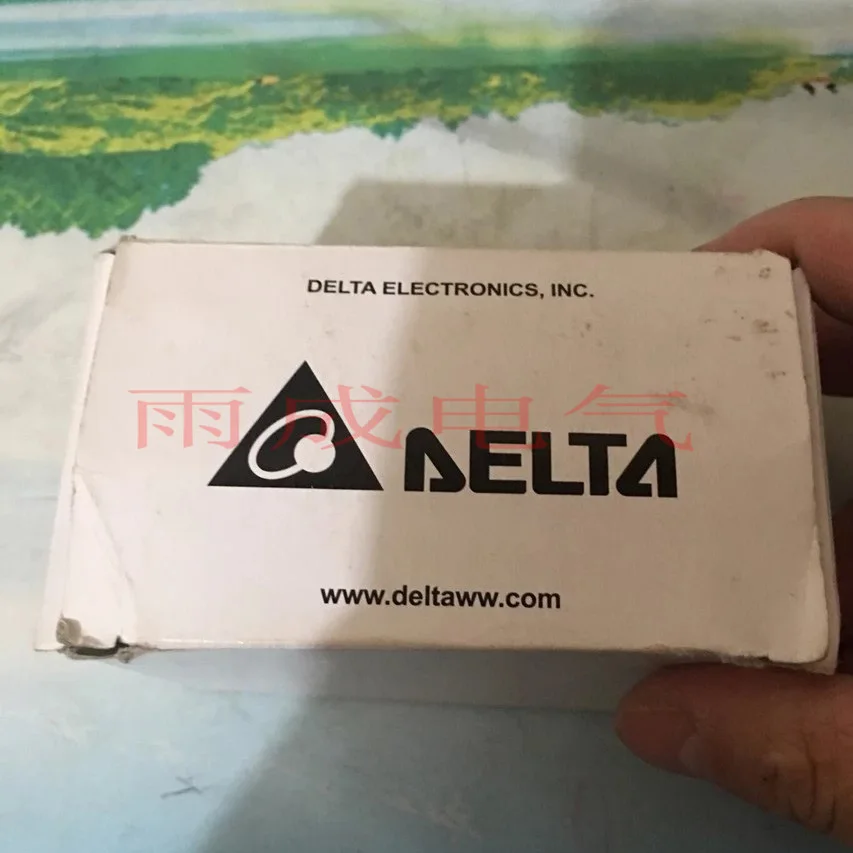 DELTA ELECTRONICS, INC.
雨成电气
DELTA
www.deltaww.com